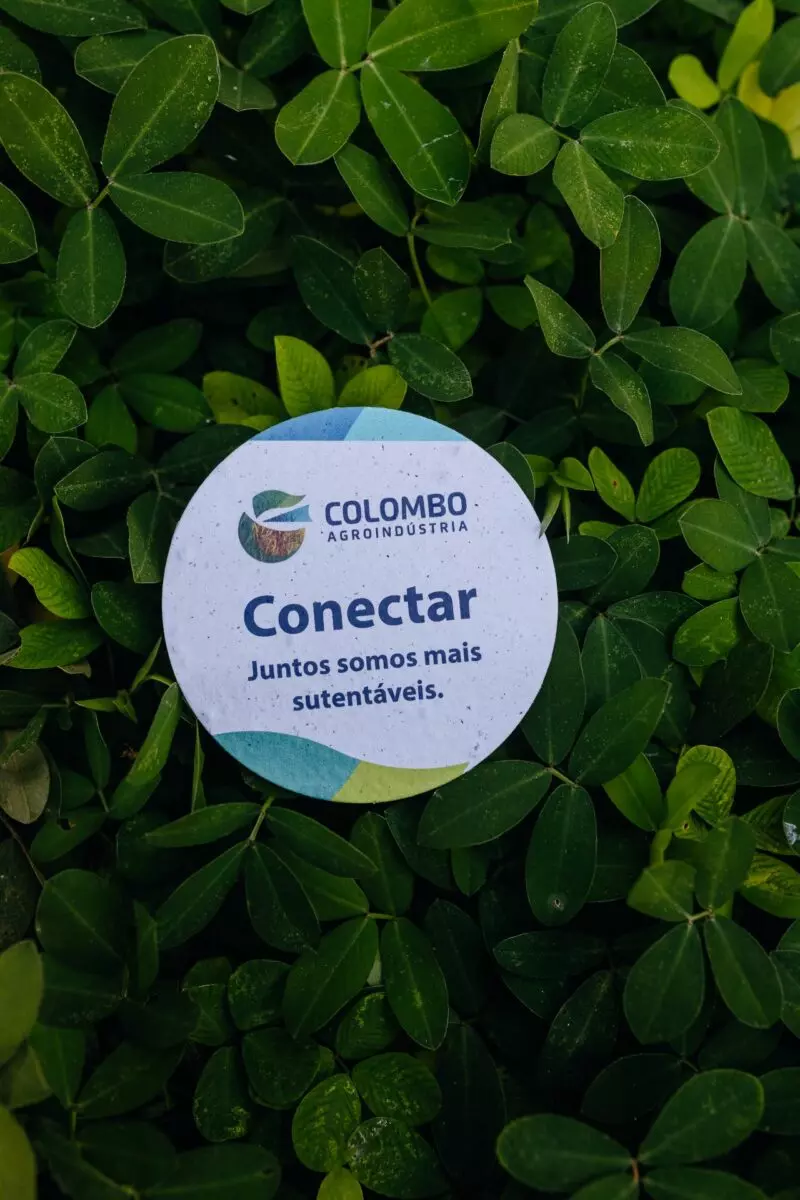 COLOMBO
AGROINDÚSTRIA
Conectar
Juntos somos mais
sutentáveis.